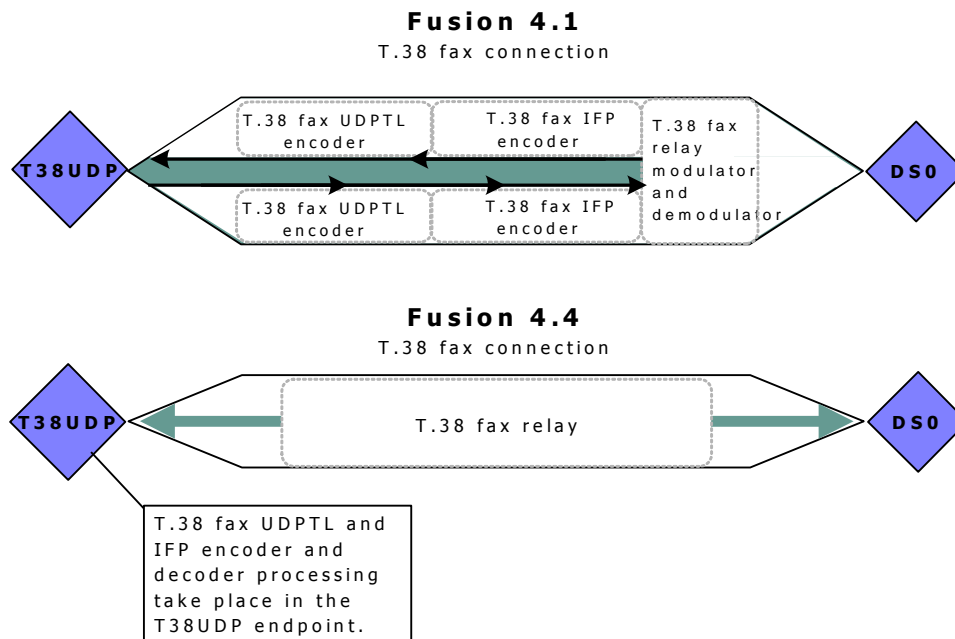 Fusion 4.1
T.38 fax connection
T.38 fax UDPTL
encoder
T.38 fax IFP
encoder
T.38 fax
relay
modulator
and
demodulator
T38UDP
DS0
T.38 fax UDPTL
encoder
T.38 fax IFP
encoder
Fusion 4.4
T.38 fax connection
T38UDP
T.38 fax relay
DS0
T.38 fax UDPTL and
IFP encoder and
decoder processing
take place in the
T38UDP endpoint.